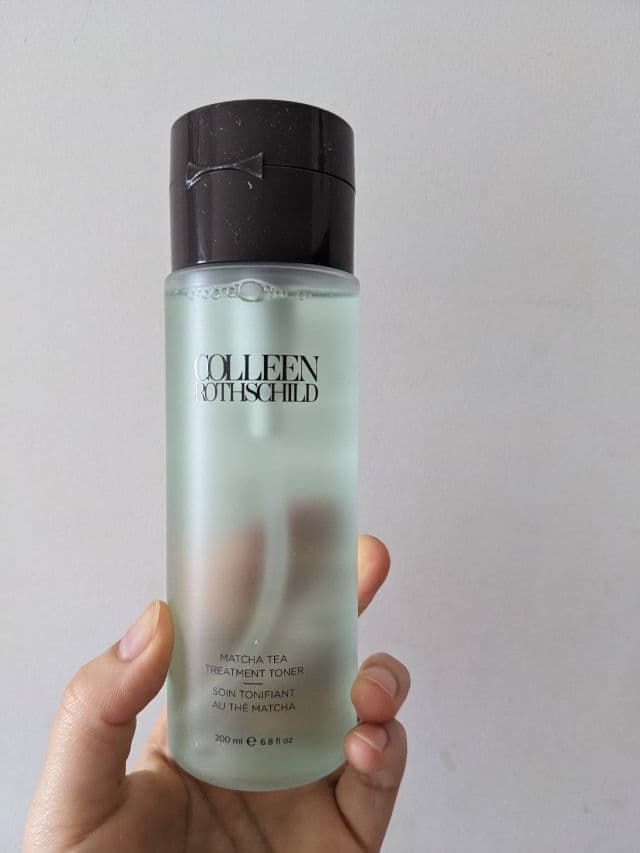 COLLEEN
ROTHSCHILD
MATCHA TEA
TREATMENT TONER
SOIN TONIFIANT
AU THÉ MATCHA
200 ml ℮ 6.8 fl oz